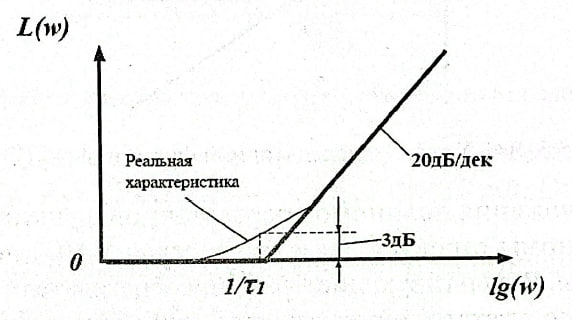 L(w)
20дБ/дек
Реальная
характеристика
3дБ
0
1/τ1
lg(w)